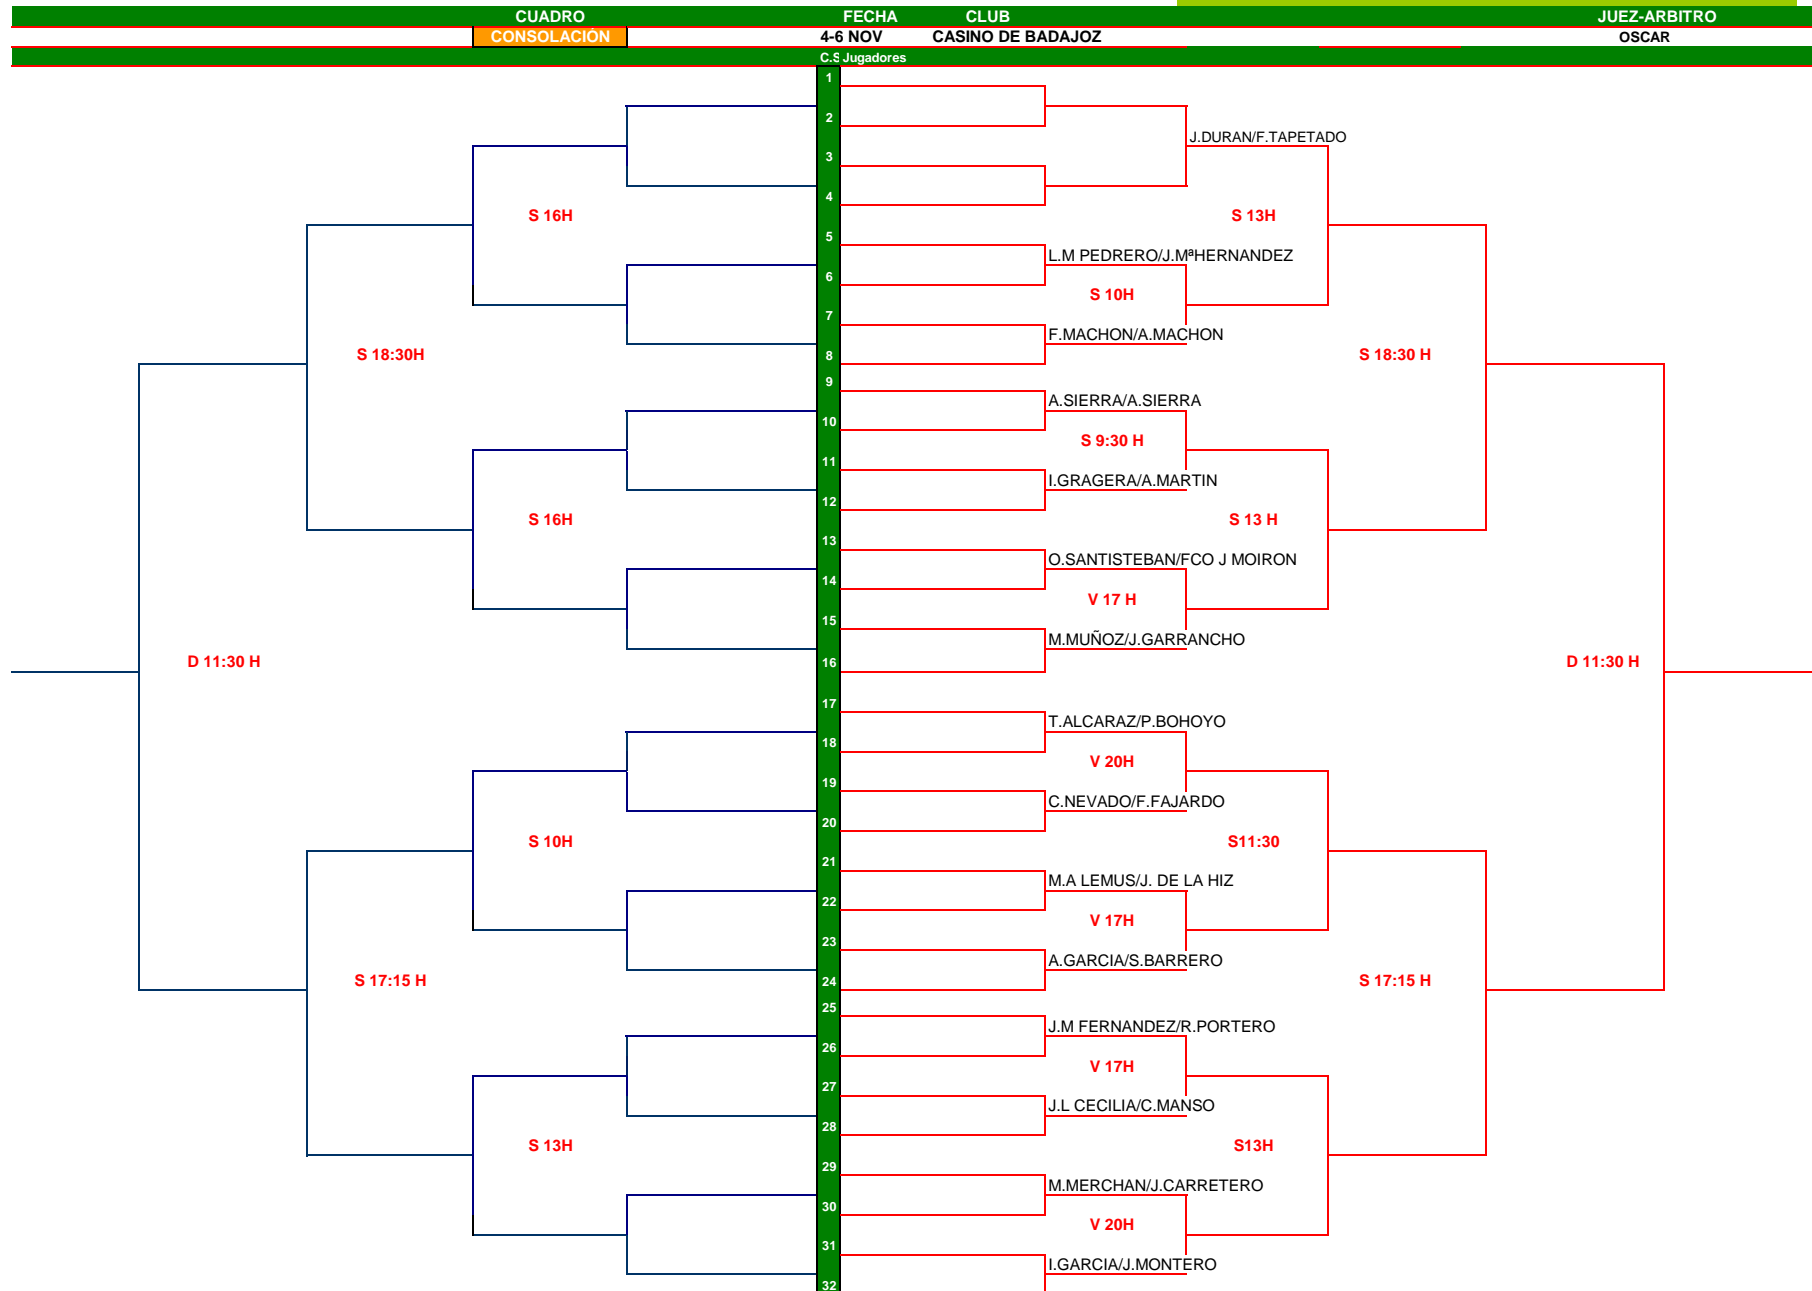 CUADRO FECHA CLUB JUEZ-ARBITRO
CONSOLACIÓN 4-6 NOV CASINO DE BADAJOZ OSCAR
C.S Jugadores
1
2
J.DURAN/F.TAPETADO
3
4
S 16H S 13H
5
L.M PEDRERO/J.MªHERNANDEZ
6
S 10H
7
F.MACHON/A.MACHON
8
S 18:30H S 18:30 H
9
A.SIERRA/A.SIERRA
10
S 9:30 H
11
I.GRAGERA/A.MARTIN
12
S 16H S 13 H
13
O.SANTISTEBAN/FCO J MOIRON
14
V 17 H
15
M.MUÑOZ/J.GARRANCHO
16
D 11:30 H D 11:30 H
17
T.ALCARAZ/P.BOHOYO
18
V 20H
19
C.NEVADO/F.FAJARDO
20
S 10H S11:30
21
M.A LEMUS/J. DE LA HIZ
22
V 17H
23
A.GARCIA/S.BARRERO
24
S 17:15 H S 17:15 H
25
J.M FERNANDEZ/R.PORTERO
26
V 17H
27
J.L CECILIA/C.MANSO
28
S 13H S13H
29
M.MERCHAN/J.CARRETERO
30
V 20H
31
I.GARCIA/J.MONTERO
32